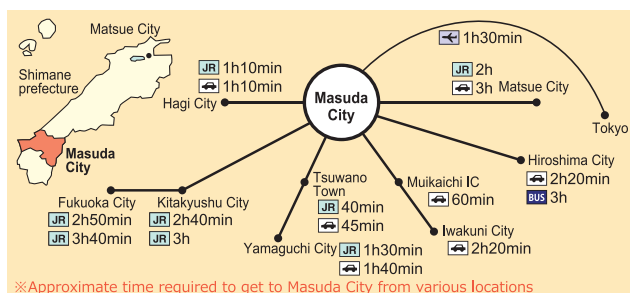 Matsue City
Shimane
prefecture
Masuda
City
JR 1h10min
1h10min
Hagi City
Masuda
City
1h30min
Tokyo
JR 2h
3h
Matsue City
Hiroshima City
2h20min
BUS 3h
Muikaichi IC
60min
Iwakuni City
2h20min
Tsuwano
Town
JR 40min
45min
Yamaguchi City
JR 1h30min
1h40min
Kitakyushu City
JR 2h40min
JR 3h
Fukuoka City
JR 2h50min
JR 3h40min
※Approximate time required to get to Masuda City from various locations